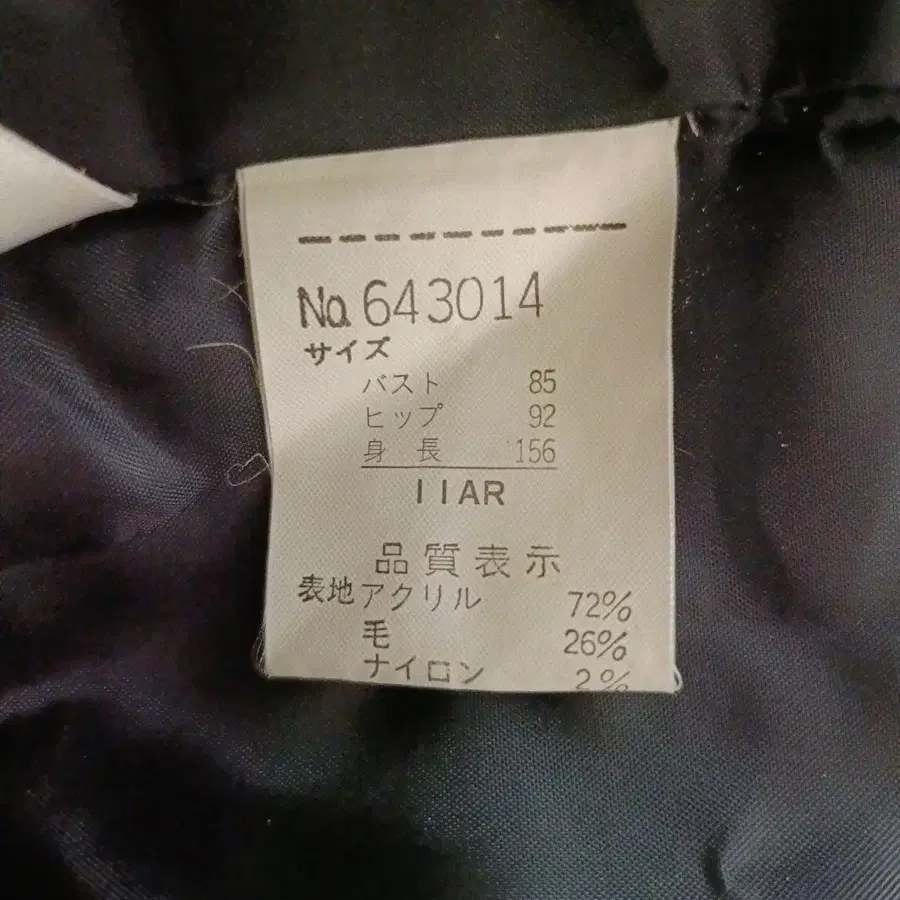 No.643014
サイズ
バスト 85
ヒップ 92
身長 156
11AR
品質表示
表地アクリル 72%
毛 26%
ナイロン 2%